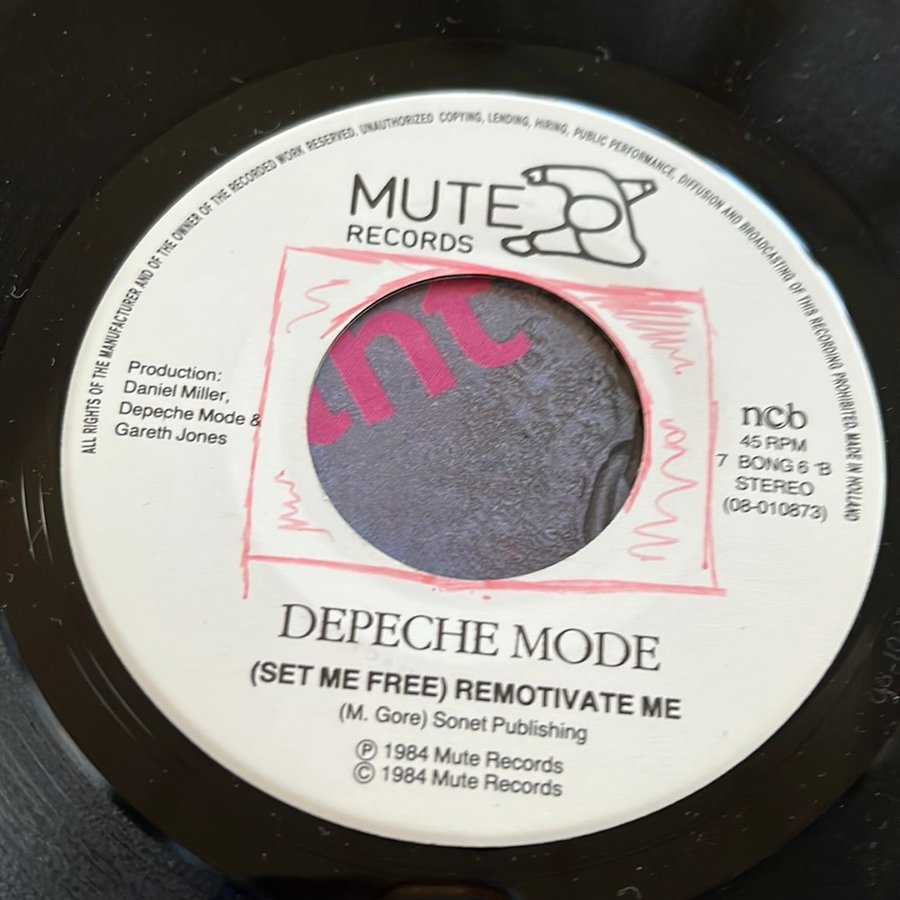 ALL RIGHTS OF THE MANUFACTURER AND OF THE OWNER OF THE RECORDED WORK RESERVED. UNAUTHORIZED COPYING, LENDING, HIRING, PUBLIC PERFORMANCE, DIFFUSION AND BROADCASTING OF THIS RECORDING PROHIBITED. MADE IN HOLLAND
MUTE
RECORDS
Production:
Daniel Miller,
Depeche Mode &
Gareth Jones
ncb
45 RPM
7 BONG 6 B
STEREO
(08-010873)
DEPECHE MODE
(SET ME FREE) REMOTIVATE ME
(M. Gore) Sonet Publishing
℗ 1984 Mute Records
© 1984 Mute Records